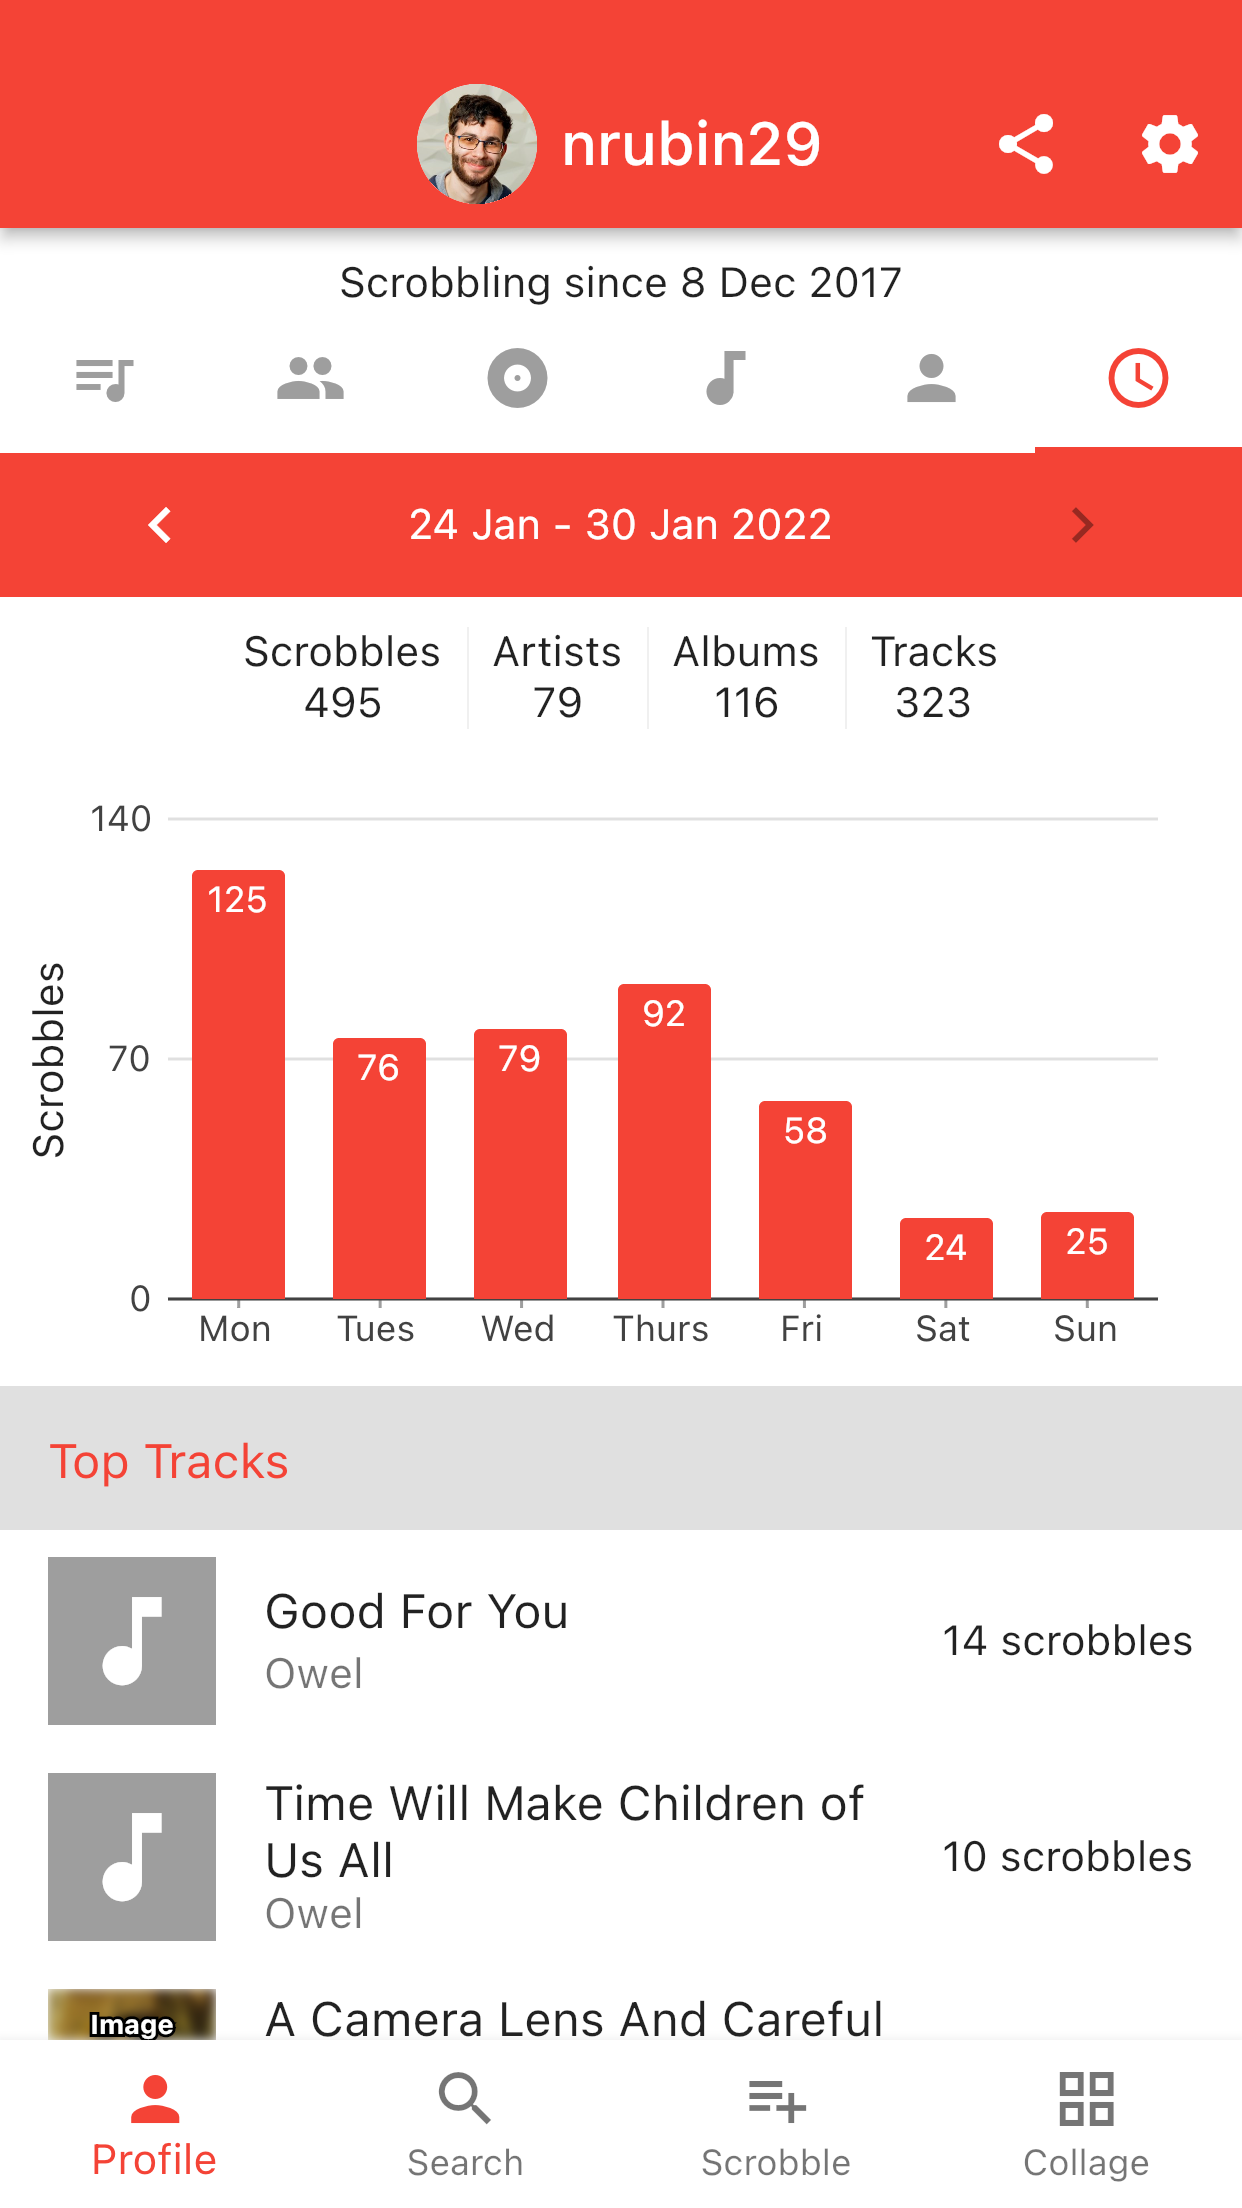 nrubin29
Scrobbling since 8 Dec 2017
24 Jan - 30 Jan 2022
Scrobbles Artists Albums Tracks
495 79 116 323
140
70
0
Scrobbles
125 76 79 92 58 24 25
Mon Tues Wed Thurs Fri Sat Sun
Top Tracks
Good For You
Owel
14 scrobbles
Time Will Make Children of
Us All
Owel
10 scrobbles
Image
A Camera Lens And Careful
Profile Search Scrobble Collage